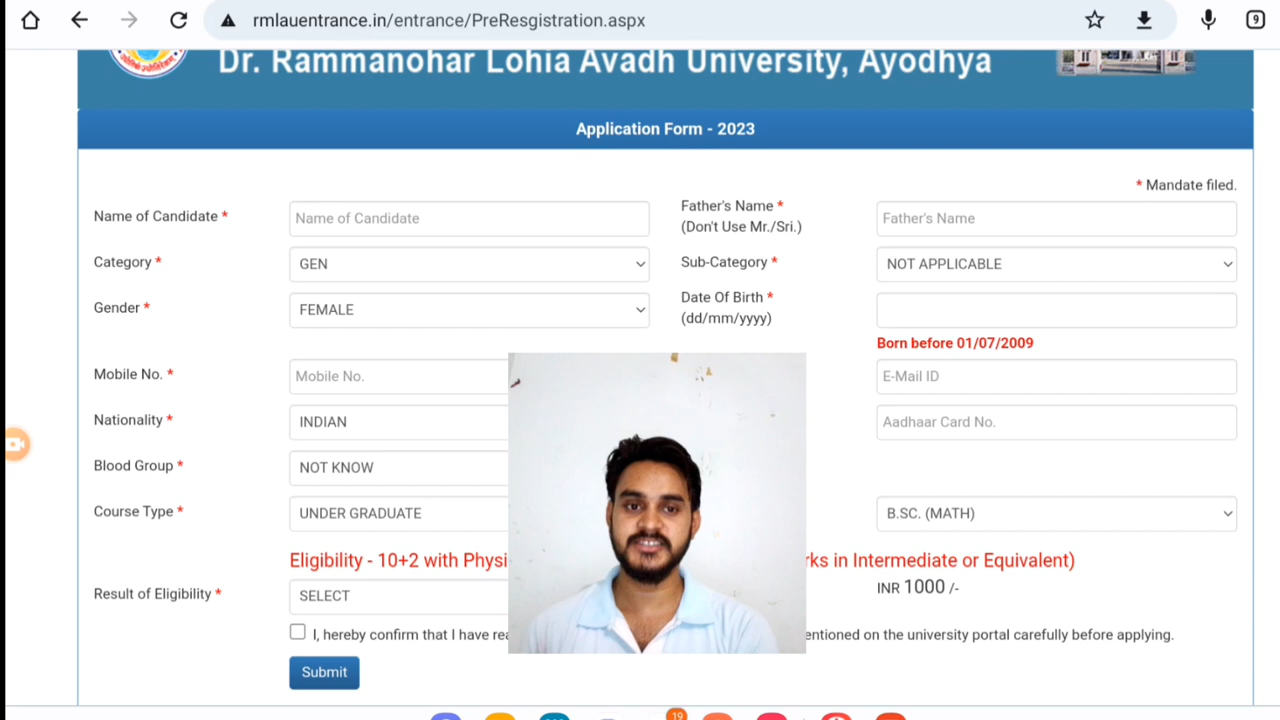 rmlauentrance.in/entrance/PreResgistration.aspx
9
Dr. Rammanohar Lohia Avadh University, Ayodhya
Application Form - 2023
* Mandate filed.
Name of Candidate * Name of Candidate Father's Name * (Don't Use Mr./Sri.) Father's Name
Category * GEN Sub-Category * NOT APPLICABLE
Gender * FEMALE Date Of Birth * (dd/mm/yyyy)
Born before 01/07/2009
Mobile No. * Mobile No. E-Mail ID
Nationality * INDIAN Aadhaar Card No.
Blood Group * NOT KNOW
Course Type * UNDER GRADUATE B.SC. (MATH)
Eligibility - 10+2 with Physi rks in Intermediate or Equivalent)
Result of Eligibility * SELECT INR 1000 /-
I, hereby confirm that I have rea entioned on the university portal carefully before applying.
Submit
19